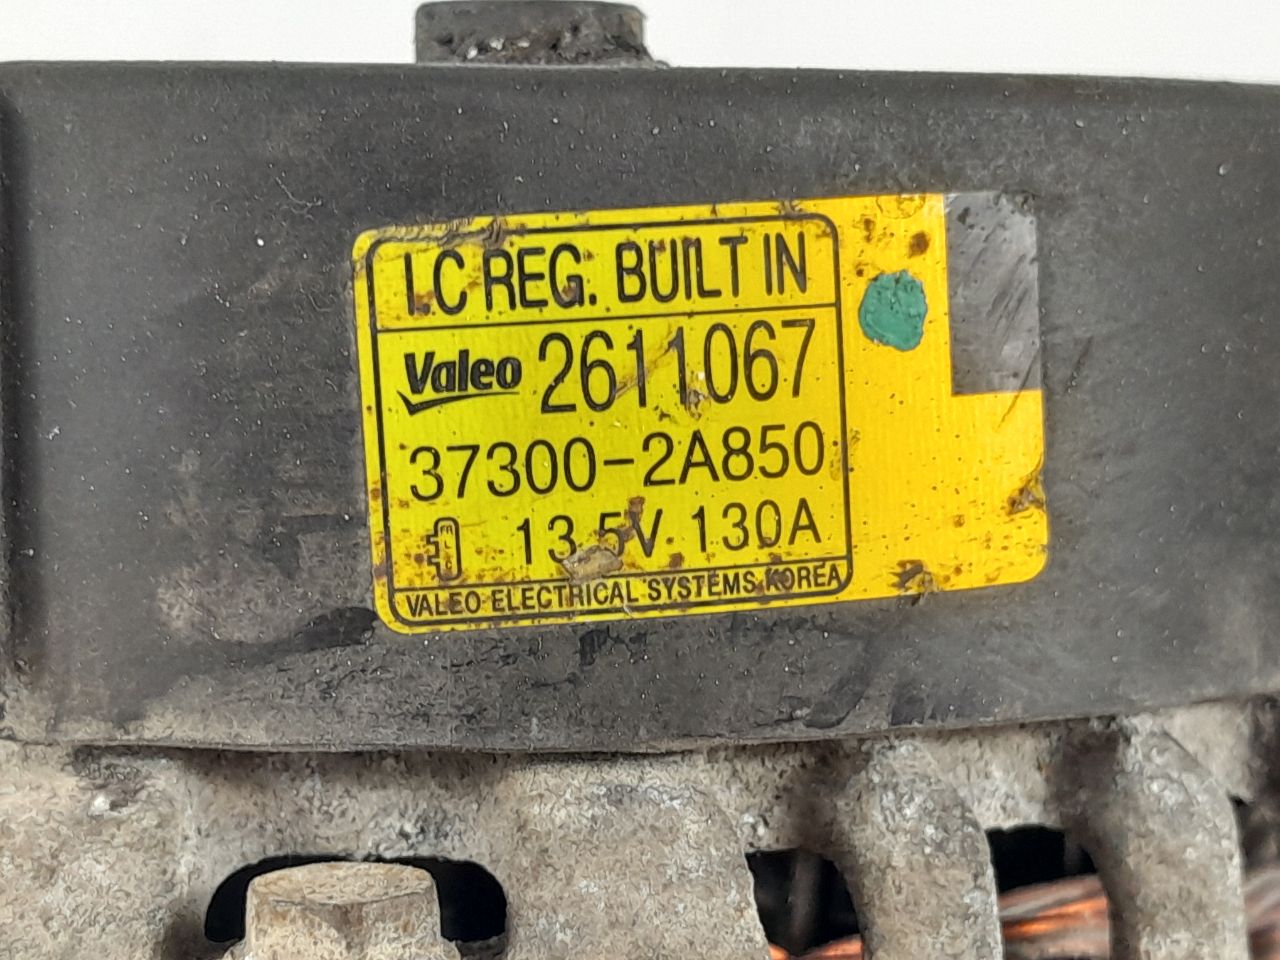 I.C REG. BUILT IN
Valeo 2611067
37300-2A850
13.5V 130A
VALEO ELECTRICAL SYSTEMS KOREA